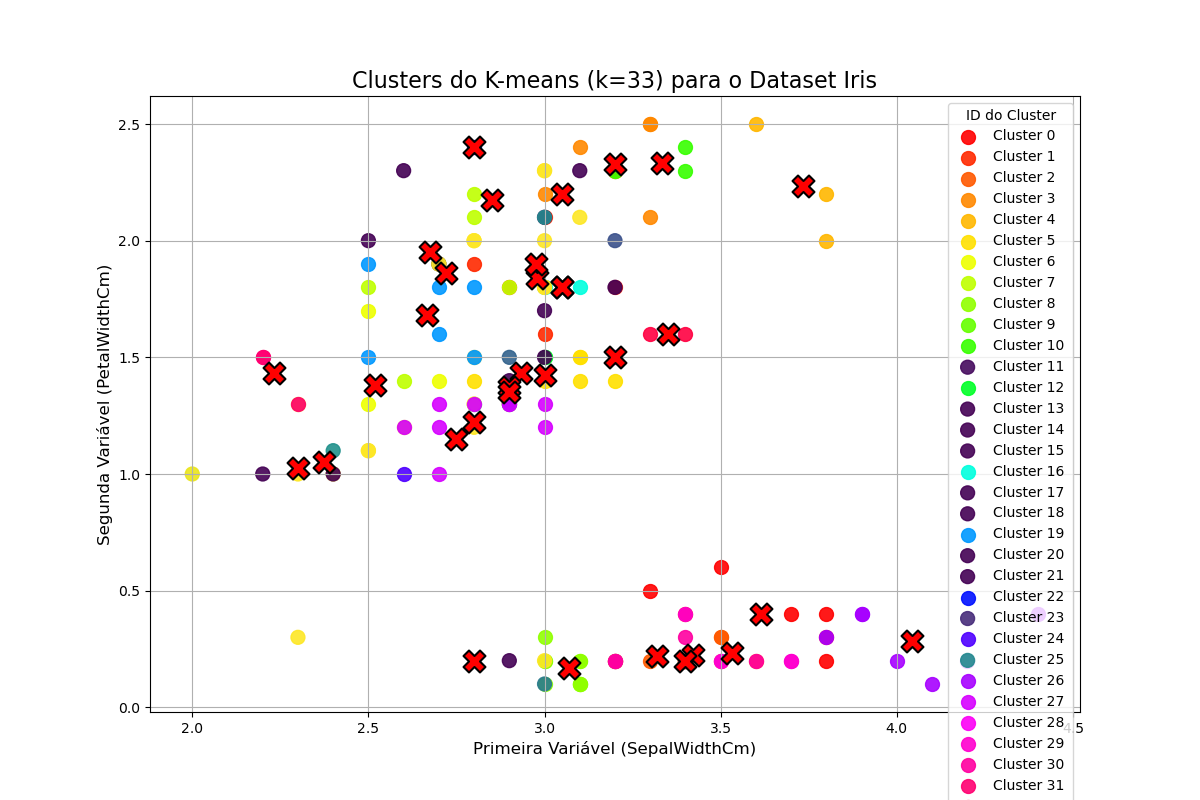 Clusters do K-means (k=33) para o Dataset Iris
ID do Cluster
Cluster 0
Cluster 1
Cluster 2
Cluster 3
Cluster 4
Cluster 5
Cluster 6
Cluster 7
Cluster 8
Cluster 9
Cluster 10
Cluster 11
Cluster 12
Cluster 13
Cluster 14
Cluster 15
Cluster 16
Cluster 17
Cluster 18
Cluster 19
Cluster 20
Cluster 21
Cluster 22
Cluster 23
Cluster 24
Cluster 25
Cluster 26
Cluster 27
Cluster 28
Cluster 29
Cluster 30
Cluster 31
Segunda Variável (PetalWidthCm)
2.5
2.0
1.5
1.0
0.5
0.0
2.0 2.5 3.0 3.5 4.0 4.5
Primeira Variável (SepalWidthCm)